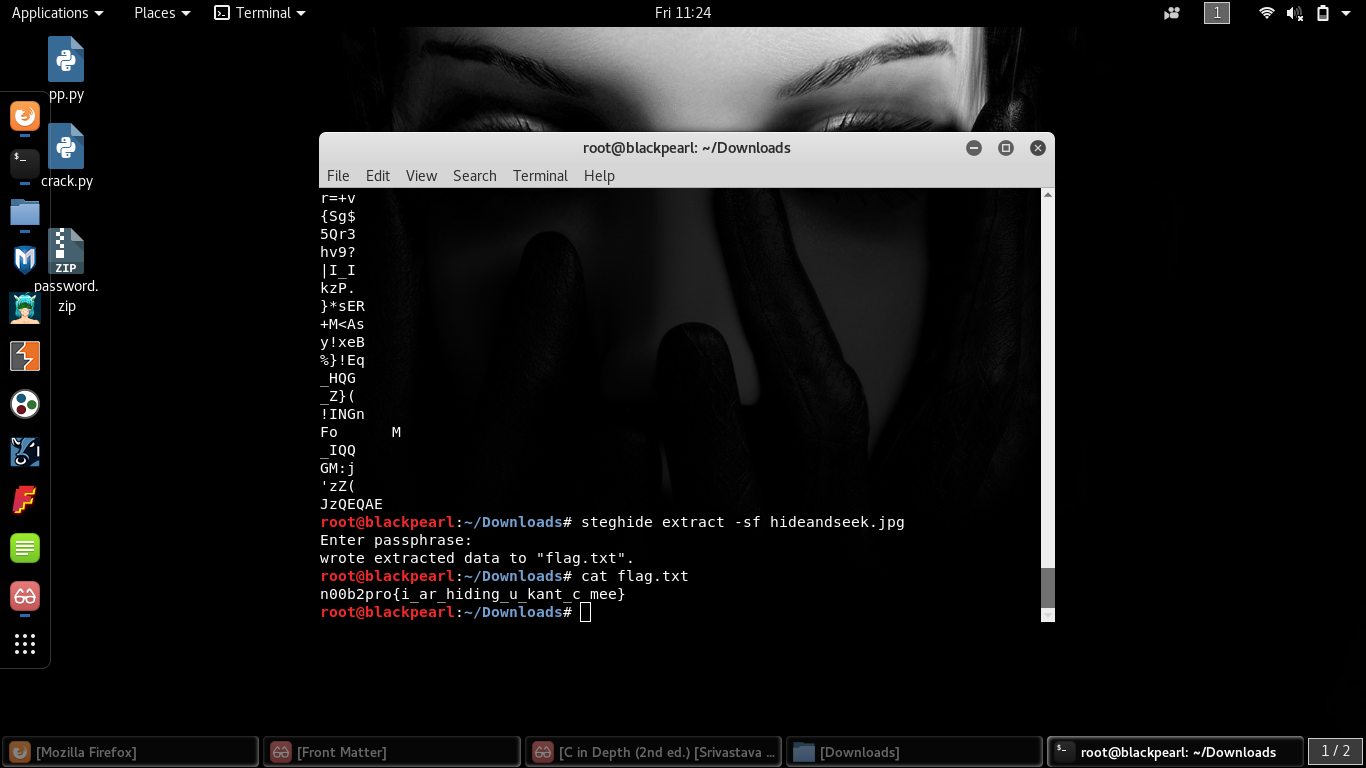 Applications Places Terminal Fri 11:24 1
pp.py
crack.py
ZIP
password.
zip
root@blackpearl: ~/Downloads
File Edit View Search Terminal Help
r=+v
{Sg$
5Qr3
hv9?
|I_I
kzP.
}*sER
+M<As
y!xeB
%}!Eq
_HQG
_Z}(
!INGn
Fo      M
_IQQ
GM:j
'zZ(
JzQEQAE
root@blackpearl:~/Downloads# steghide extract -sf hideandseek.jpg
Enter passphrase:
wrote extracted data to "flag.txt".
root@blackpearl:~/Downloads# cat flag.txt
n00b2pro{i_ar_hiding_u_kant_c_mee}
root@blackpearl:~/Downloads#
[Mozilla Firefox] [Front Matter] [C in Depth (2nd ed.) [Srivastava ... [Downloads] root@blackpearl: ~/Downloads 1 / 2